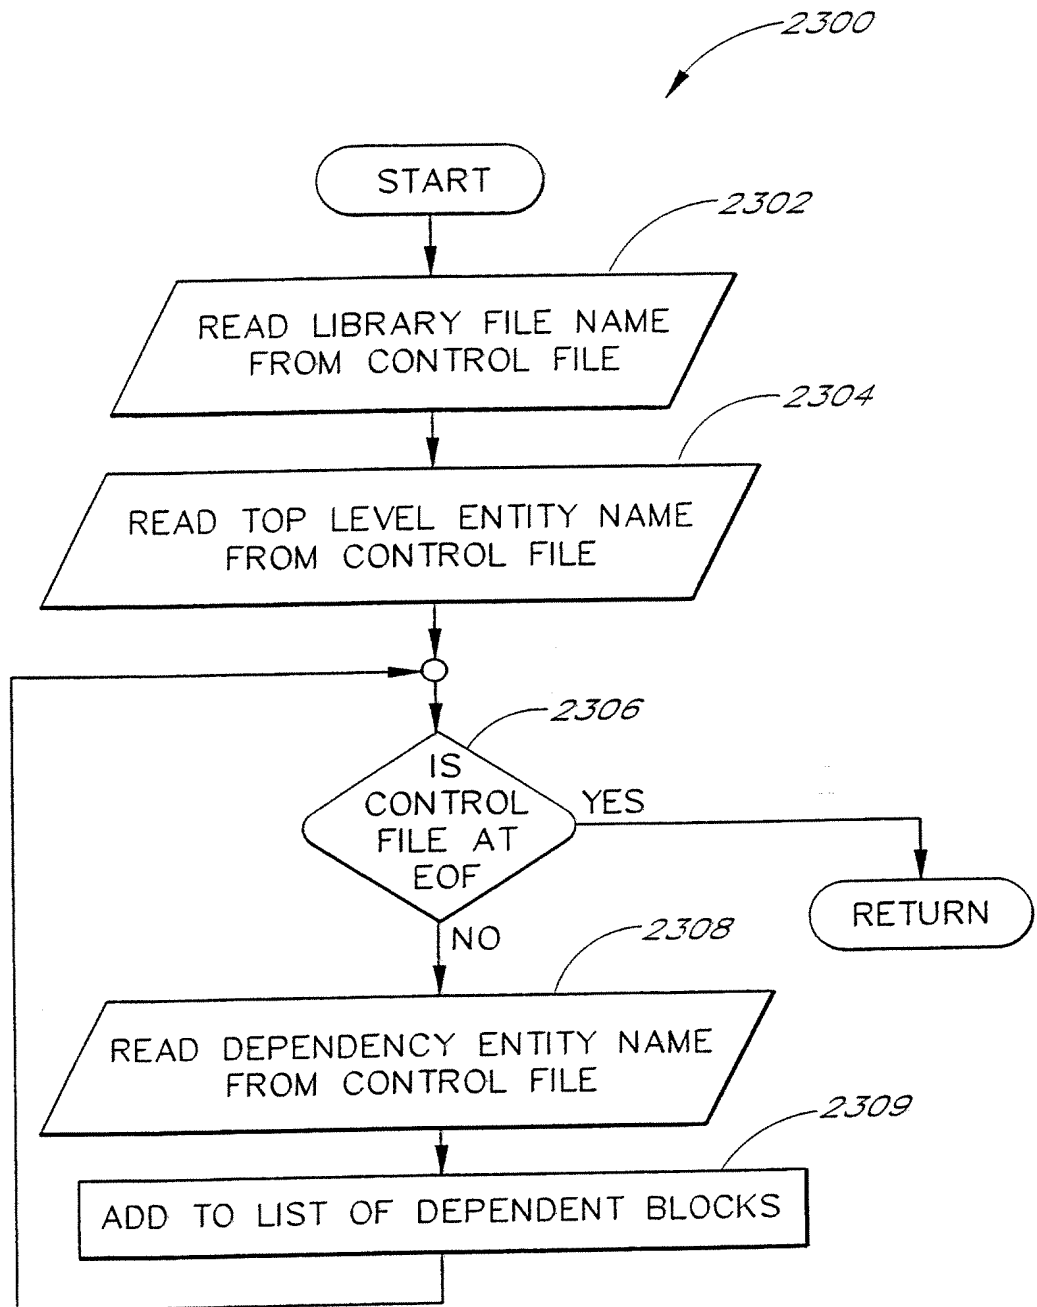 2300
START
2302
READ LIBRARY FILE NAME
FROM CONTROL FILE
2304
READ TOP LEVEL ENTITY NAME
FROM CONTROL FILE
2306
IS
CONTROL
FILE AT
EOF
YES
RETURN
NO
2308
READ DEPENDENCY ENTITY NAME
FROM CONTROL FILE
2309
ADD TO LIST OF DEPENDENT BLOCKS